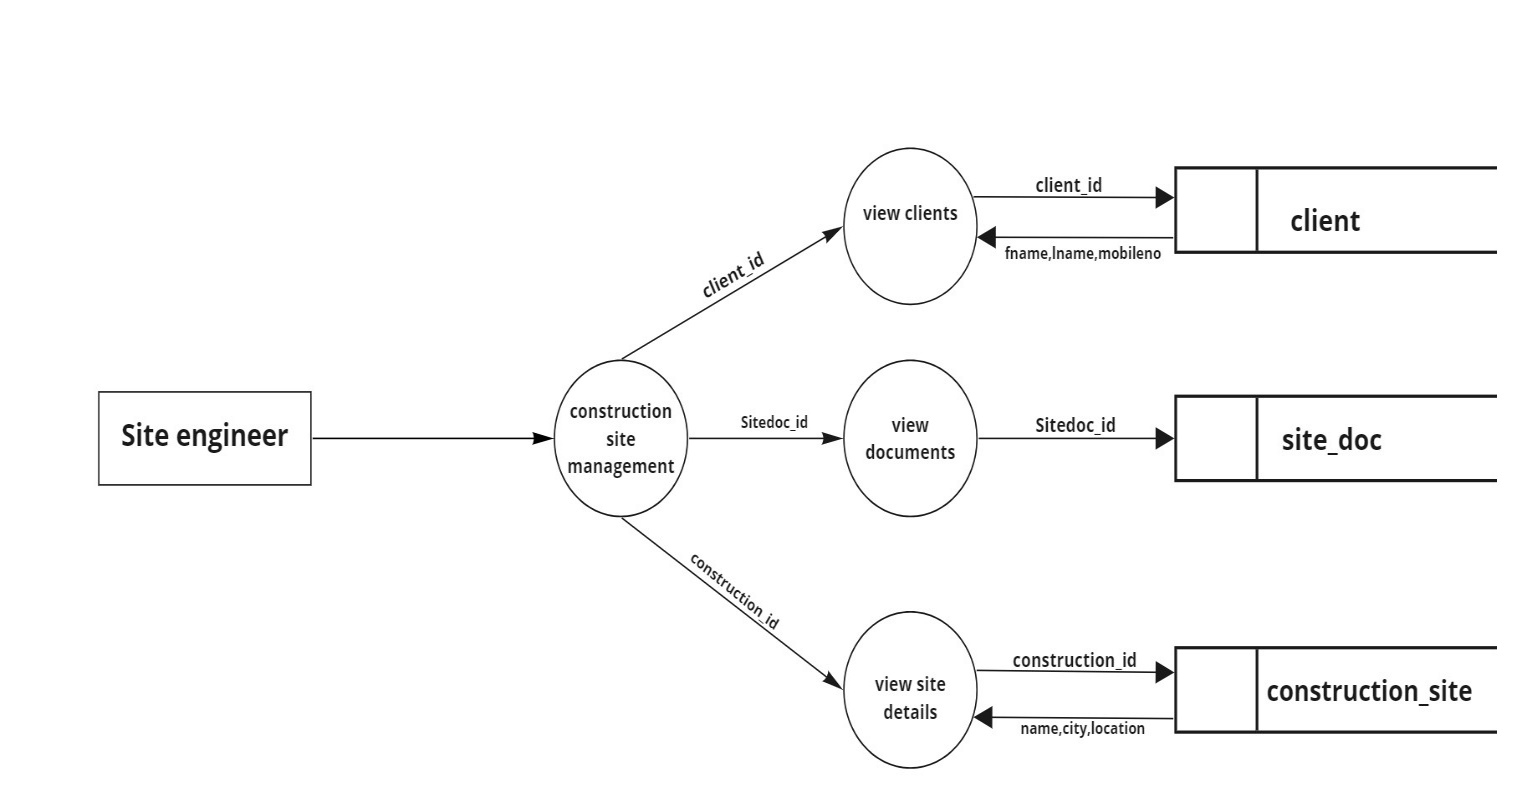 client_id
view clients
client
fname,lname,mobileno
client_id
Site engineer
construction
site
management
Sitedoc_id
view
documents
Sitedoc_id
site_doc
construction_id
view site
details
construction_id
construction_site
name,city,location